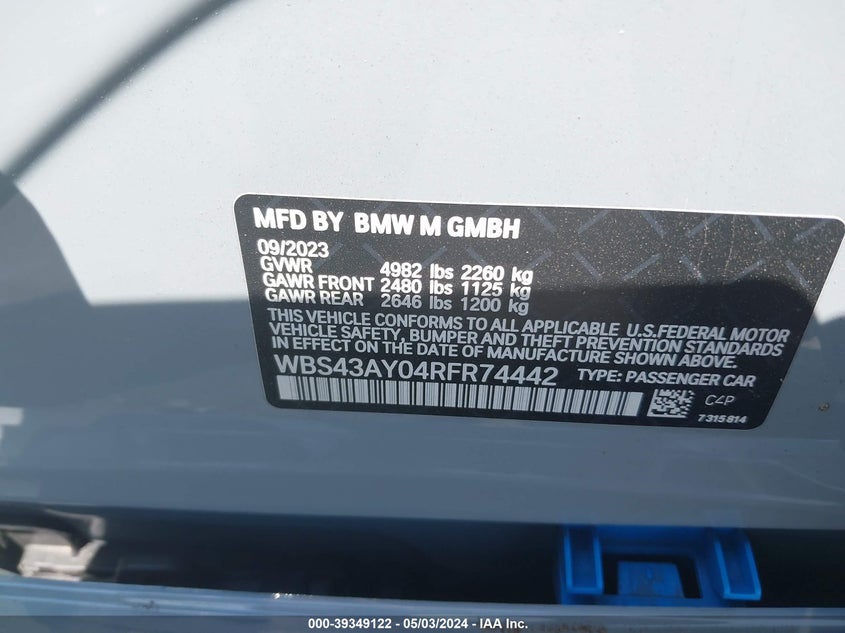 MFD BY BMW M GMBH
09/2023
GVWR 4982 lbs 2260 kg
GAWR FRONT 2480 lbs 1125 kg
GAWR REAR 2646 lbs 1200 kg
THIS VEHICLE CONFORMS TO ALL APPLICABLE U.S.FEDERAL MOTOR
VEHICLE SAFETY, BUMPER AND THEFT PREVENTION STANDARDS
IN EFFECT ON THE DATE OF MANUFACTURE SHOWN ABOVE.
WBS43AY04RFR74442 TYPE: PASSENGER CAR
C4P
7315814
000-39349122 - 05/03/2024 - IAA Inc.